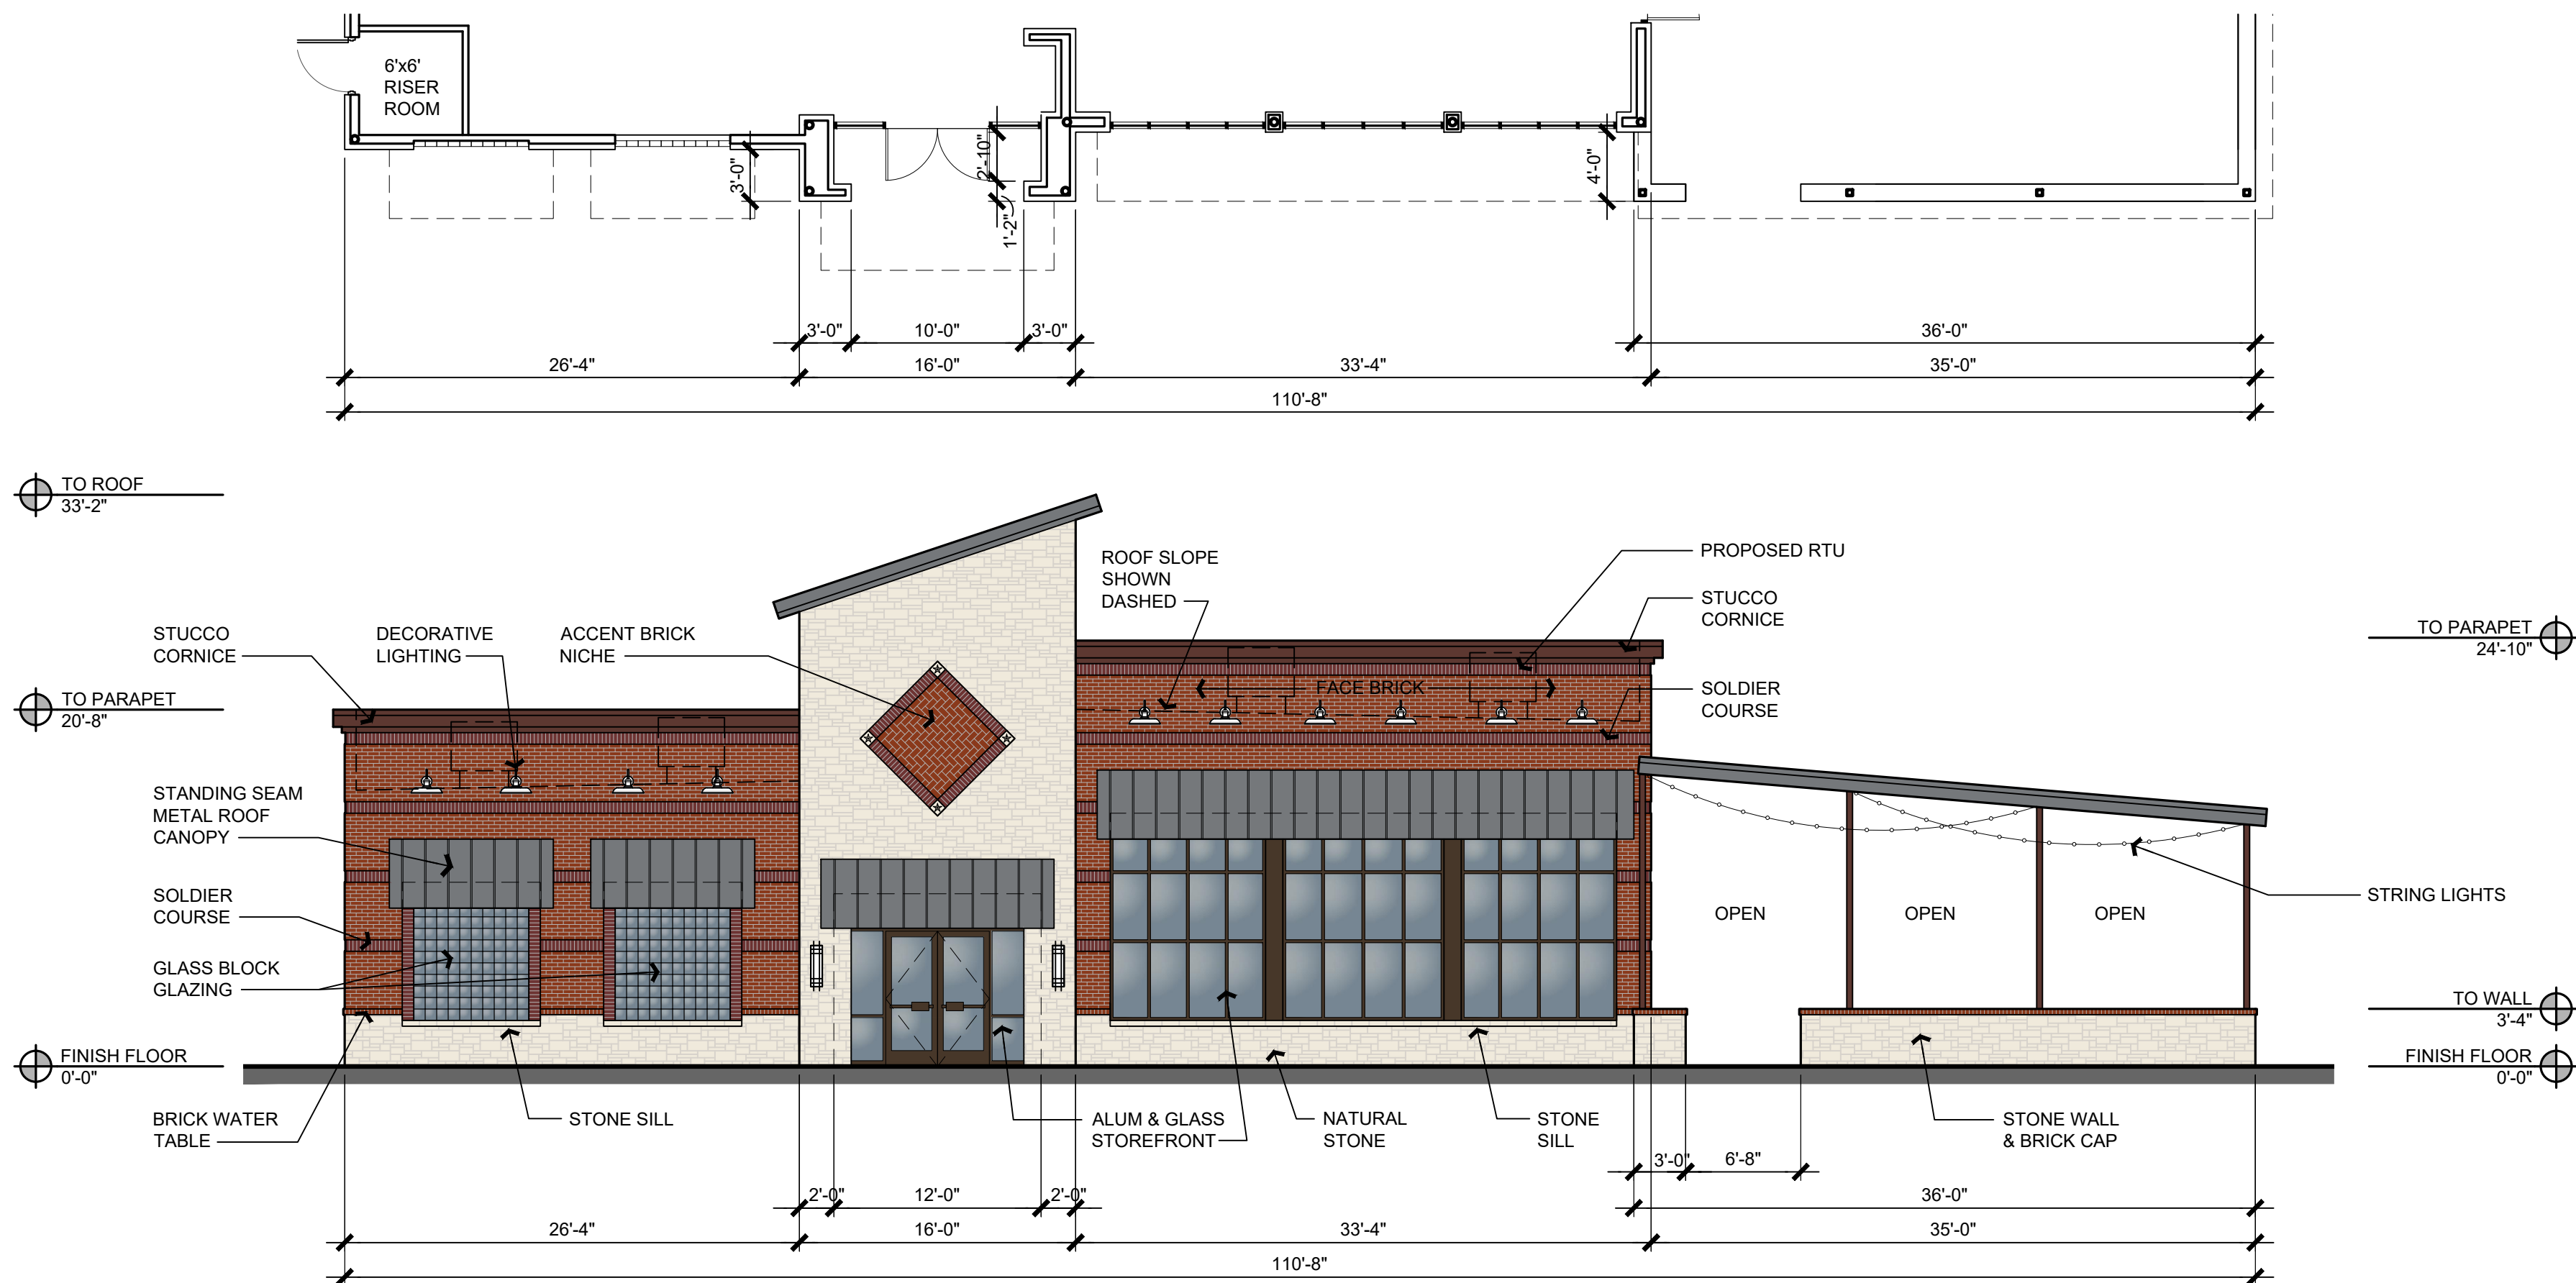 6'x6'
RISER
ROOM
3'-0"
2'-10"
1'-2"
4'-0"
3'-0"
10'-0"
3'-0"
36'-0"
26'-4"
16'-0"
33'-4"
35'-0"
110'-8"
TO ROOF
33'-2"
ROOF SLOPE
SHOWN
DASHED
PROPOSED RTU
STUCCO
CORNICE
STUCCO
CORNICE
DECORATIVE
LIGHTING
ACCENT BRICK
NICHE
TO PARAPET
24'-10"
TO PARAPET
20'-8"
FACE BRICK
SOLDIER
COURSE
STANDING SEAM
METAL ROOF
CANOPY
SOLDIER
COURSE
OPEN
OPEN
OPEN
STRING LIGHTS
GLASS BLOCK
GLAZING
TO WALL
3'-4"
FINISH FLOOR
0'-0"
FINISH FLOOR
0'-0"
BRICK WATER
TABLE
STONE SILL
ALUM & GLASS
STOREFRONT
NATURAL
STONE
STONE
SILL
STONE WALL
& BRICK CAP
3'-0"
6'-8"
2'-0"
12'-0"
2'-0"
36'-0"
26'-4"
16'-0"
33'-4"
35'-0"
110'-8"